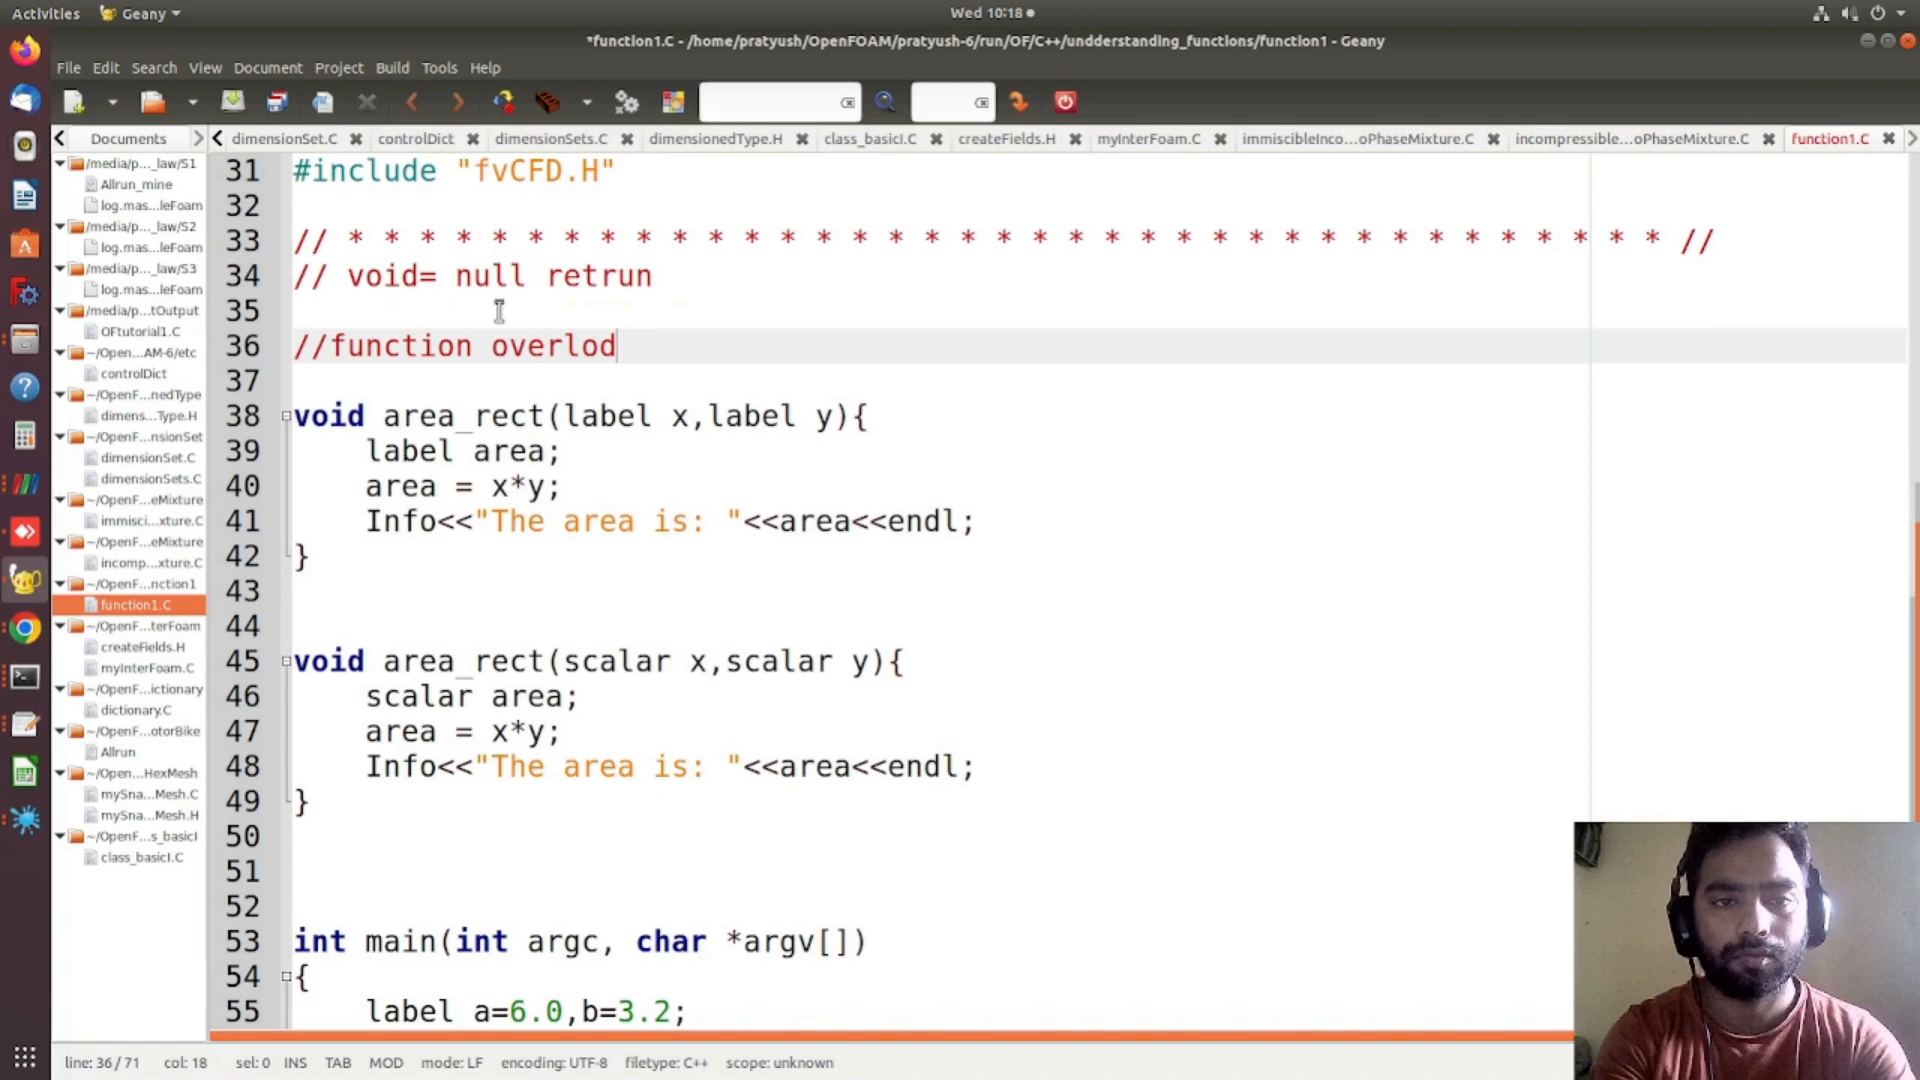 Activities Geany Wed 10:18
*function1.C - /home/pratyush/OpenFOAM/pratyush-6/run/OF/C++/undderstanding_functions/function1 - Geany
File Edit Search View Document Project Build Tools Help
Documents dimensionSet.C controlDict dimensionSets.C dimensionedType.H class_basicI.C createFields.H myInterFoam.C immiscibleInco...oPhaseMixture.C incompressible...oPhaseMixture.C function1.C
/media/p..._law/S1
Allrun_mine
log.mas...leFoam
/media/p..._law/S2
log.mas...leFoam
/media/p..._law/S3
log.mas...leFoam
/media/p...tOutput
OFtutorial1.C
~/Open...AM-6/etc
controlDict
~/OpenF...nedType
dimens...Type.H
~/OpenF...nsionSet
dimensionSet.C
dimensionSets.C
~/OpenF...eMixture
immisci...xture.C
~/OpenF...eMixture
incomp...xture.C
~/OpenF...nction1
function1.C
~/OpenF...terFoam
createFields.H
myInterFoam.C
~/OpenF...ictionary
dictionary.C
~/OpenF...otorBike
Allrun
~/Open...HexMesh
mySna...Mesh.C
mySna...Mesh.H
~/OpenF...s_basicI
class_basicI.C
31 #include "fvCFD.H"
32
33 // * * * * * * * * * * * * * * * * * * * * * * * * * * * * * * * * * * * * * //
34 // void= null retrun
35
36 //function overlod
37
38 void area_rect(label x,label y){
39 label area;
40 area = x*y;
41 Info<<"The area is: "<<area<<endl;
42 }
43
44
45 void area_rect(scalar x,scalar y){
46 scalar area;
47 area = x*y;
48 Info<<"The area is: "<<area<<endl;
49 }
50
51
52
53 int main(int argc, char *argv[])
54 {
55 label a=6.0,b=3.2;
line: 36 / 71 col: 18 sel: 0 INS TAB MOD mode: LF encoding: UTF-8 filetype: C++ scope: unknown